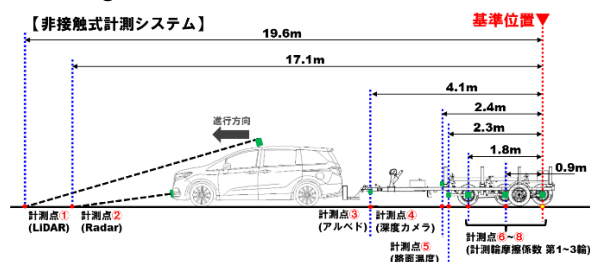 【非接触式計測システム】
基準位置▼
19.6m
17.1m
4.1m
2.4m
2.3m
1.8m
0.9m
進行方向
計測点①
(LiDAR)
計測点②
(Radar)
計測点③
(アルベド)
計測点④
(深度カメラ)
計測点⑤
(路面温度)
計測点⑥~⑧
(計測輪摩擦係数 第1~3輪)